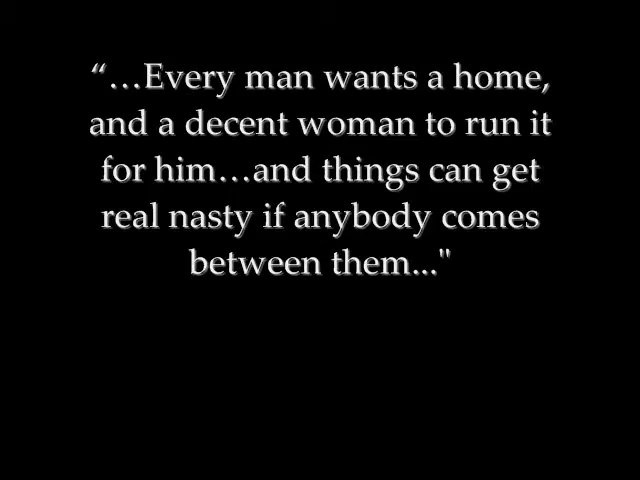 “…Every man wants a home,
and a decent woman to run it
for him…and things can get
real nasty if anybody comes
between them..."